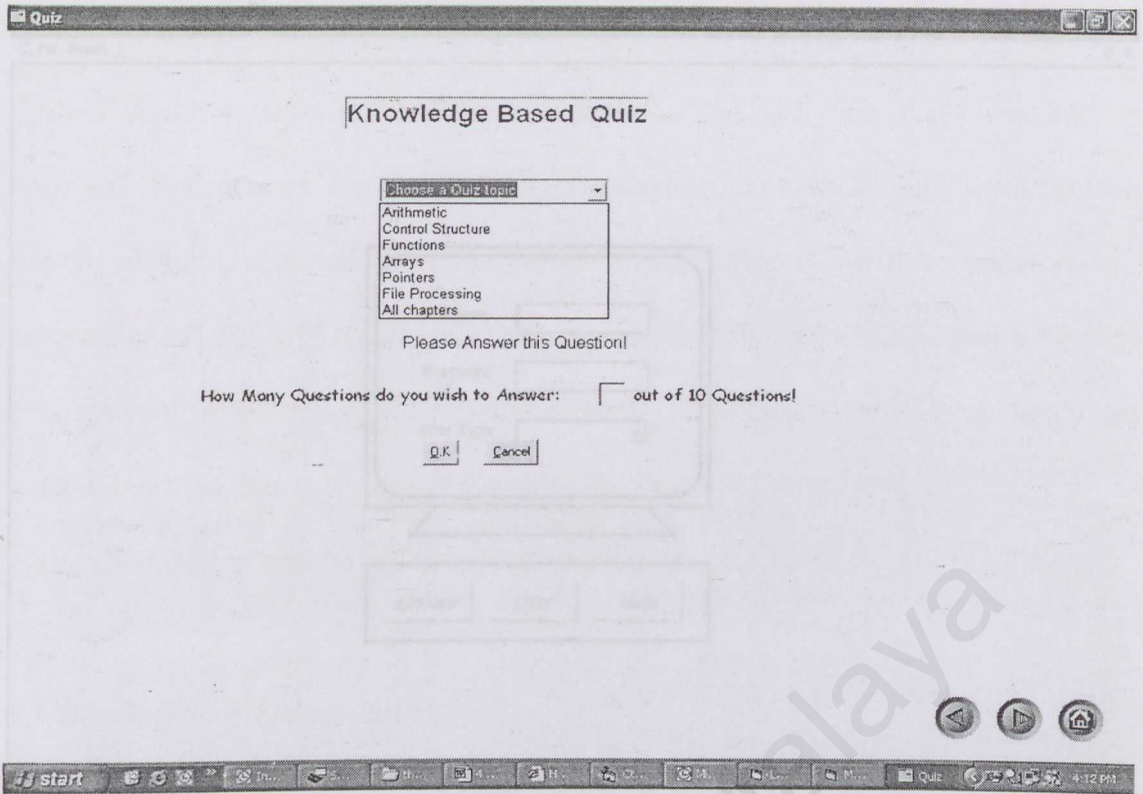 Quiz
Knowledge Based Quiz
Choose a Quiz topic
Arithmetic
Control Structure
Functions
Arrays
Pointers
File Processing
All chapters
Please Answer this Question!
How Many Questions do you wish to Answer: out of 10 Questions!
O.K Cancel
alaya
start Quiz 4:12 PM